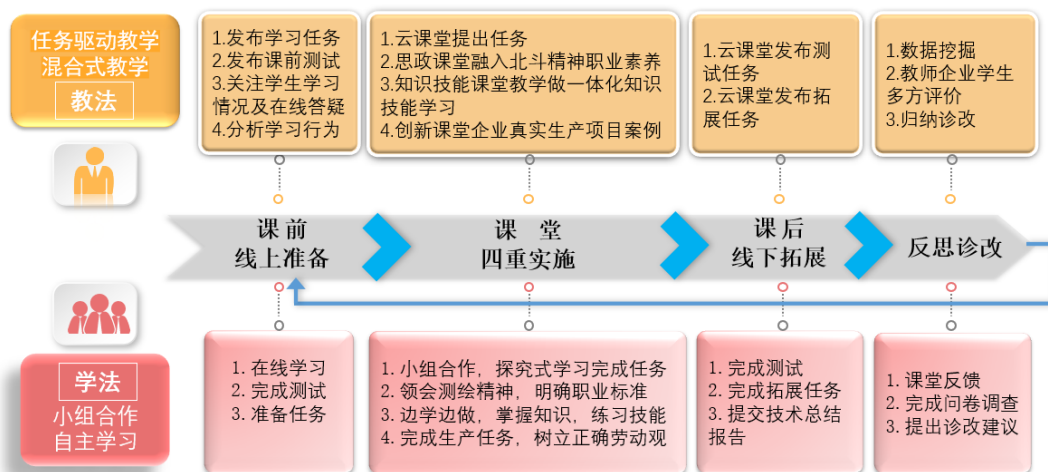 任务驱动教学
混合式教学
教法
1.发布学习任务
2.发布课前测试
3.关注学生学习
情况及在线答疑
4.分析学习行为
1.云课堂提出任务
2.思政课堂融入北斗精神职业素养
3.知识技能课堂教学做一体化知识
技能学习
4.创新课堂企业真实生产项目案例
1.云课堂发布测
试任务
2.云课堂发布拓
展任务
1.数据挖掘
2.教师企业学生
多方评价
3.归纳诊改
课前
线上准备
课 堂
四重实施
课后
线下拓展
反思诊改
学法
小组合作
自主学习
1. 在线学习
2. 完成测试
3. 准备任务
1. 小组合作，探究式学习完成任务
2. 领会测绘精神，明确职业标准
3. 边学边做，掌握知识，练习技能
4. 完成生产任务，树立正确劳动观
1. 完成测试
2. 完成拓展任务
3. 提交技术总结
报告
1. 课堂反馈
2. 完成问卷调查
3. 提出诊改建议